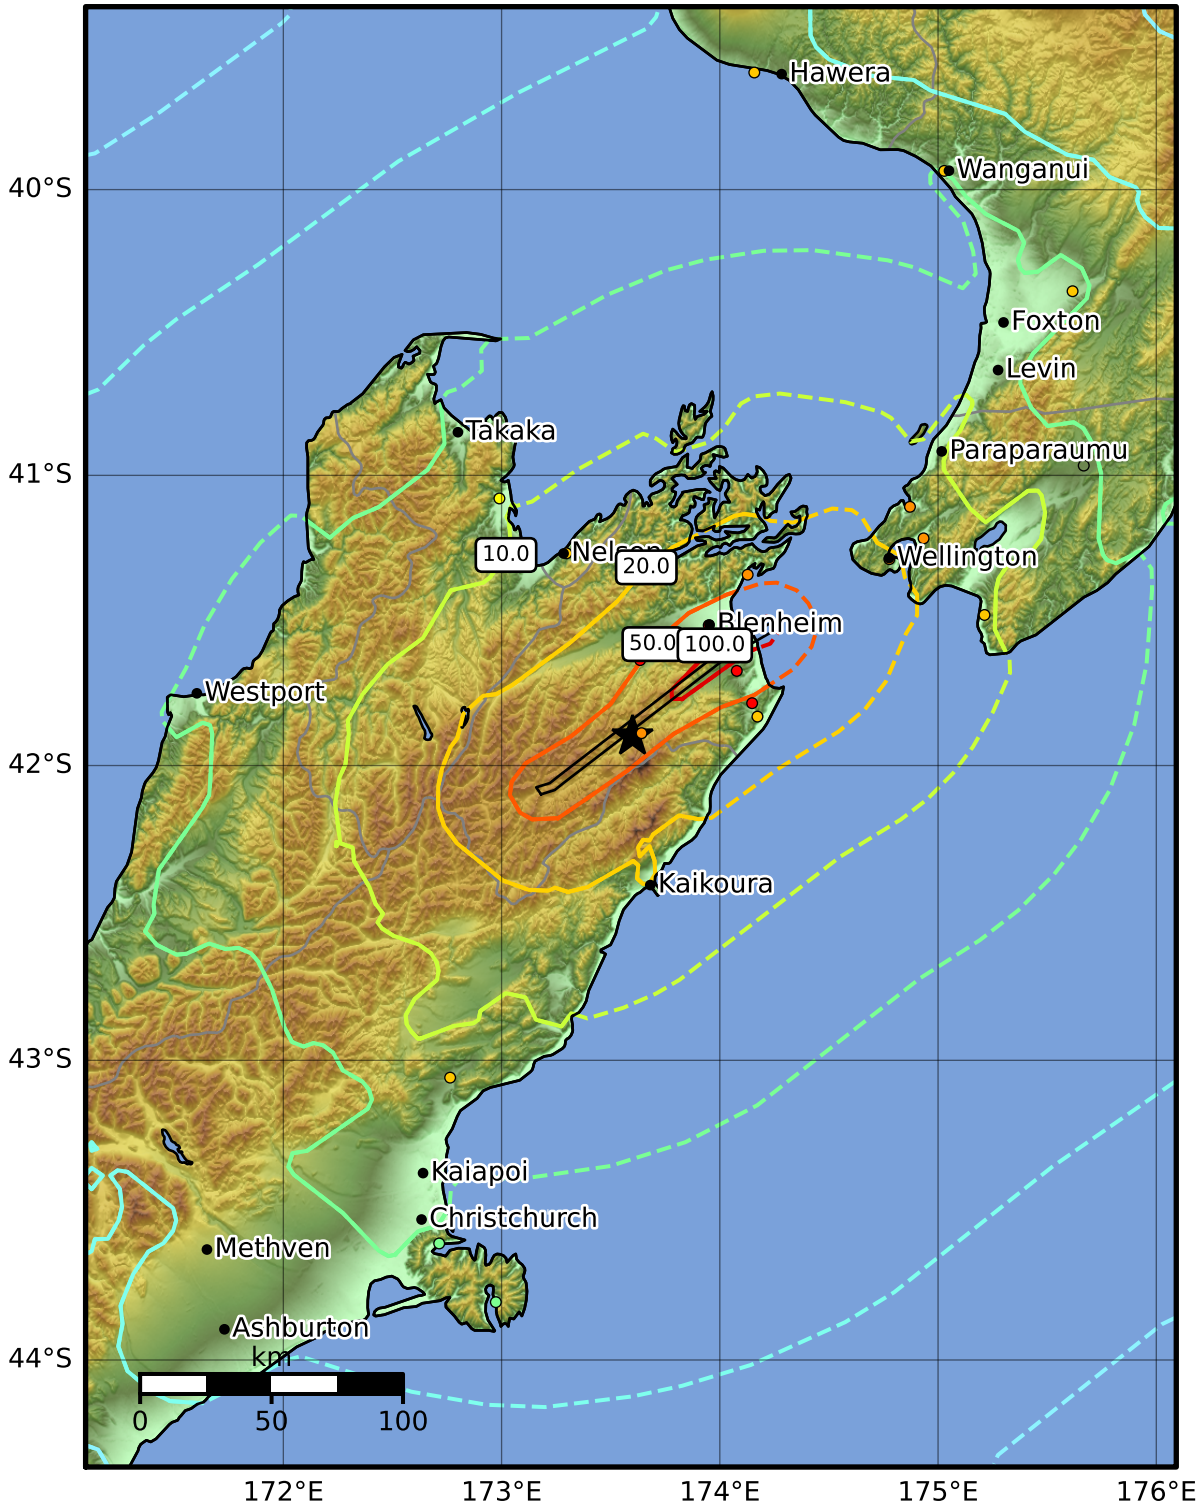 Hawera
Wanganui
40°S
Foxton
Levin
Takaka
Paraparaumu
41°S
10.0
Nelson
20.0
Wellington
Blenheim
50.0
100.0
Westport
42°S
Kaikoura
43°S
Kaiapoi
Christchurch
Methven
Ashburton
km
44°S
0
50
100
172°E
173°E
174°E
175°E
176°E